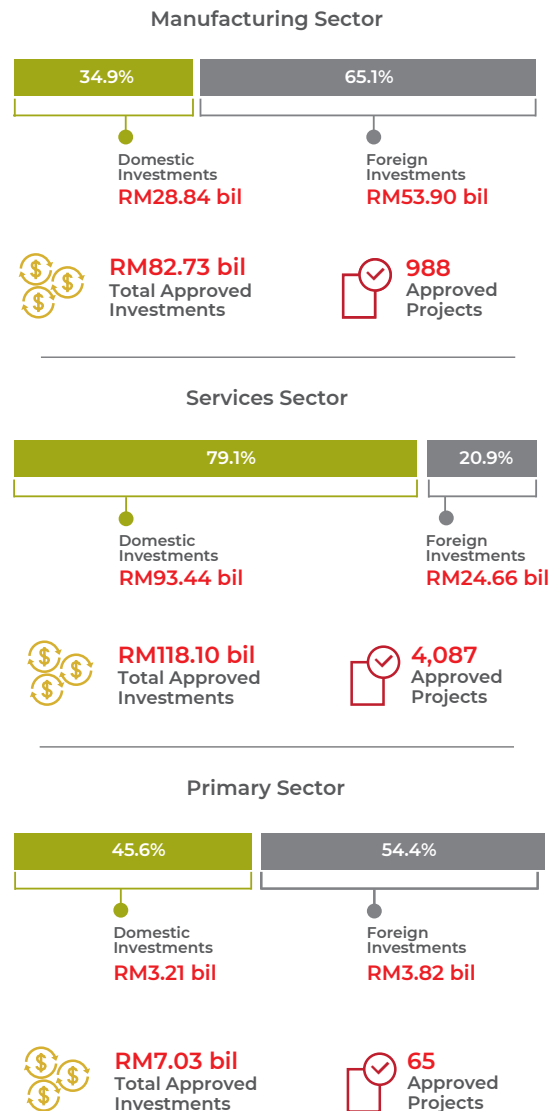 Manufacturing Sector
34.9%
65.1%
Domestic
Investments
RM28.84 bil
Foreign
Investments
RM53.90 bil
RM82.73 bil
Total Approved
Investments
988
Approved
Projects
Services Sector
79.1%
20.9%
Domestic
Investments
RM93.44 bil
Foreign
Investments
RM24.66 bil
RM118.10 bil
Total Approved
Investments
4,087
Approved
Projects
Primary Sector
45.6%
54.4%
Domestic
Investments
RM3.21 bil
Foreign
Investments
RM3.82 bil
RM7.03 bil
Total Approved
Investments
65
Approved
Projects